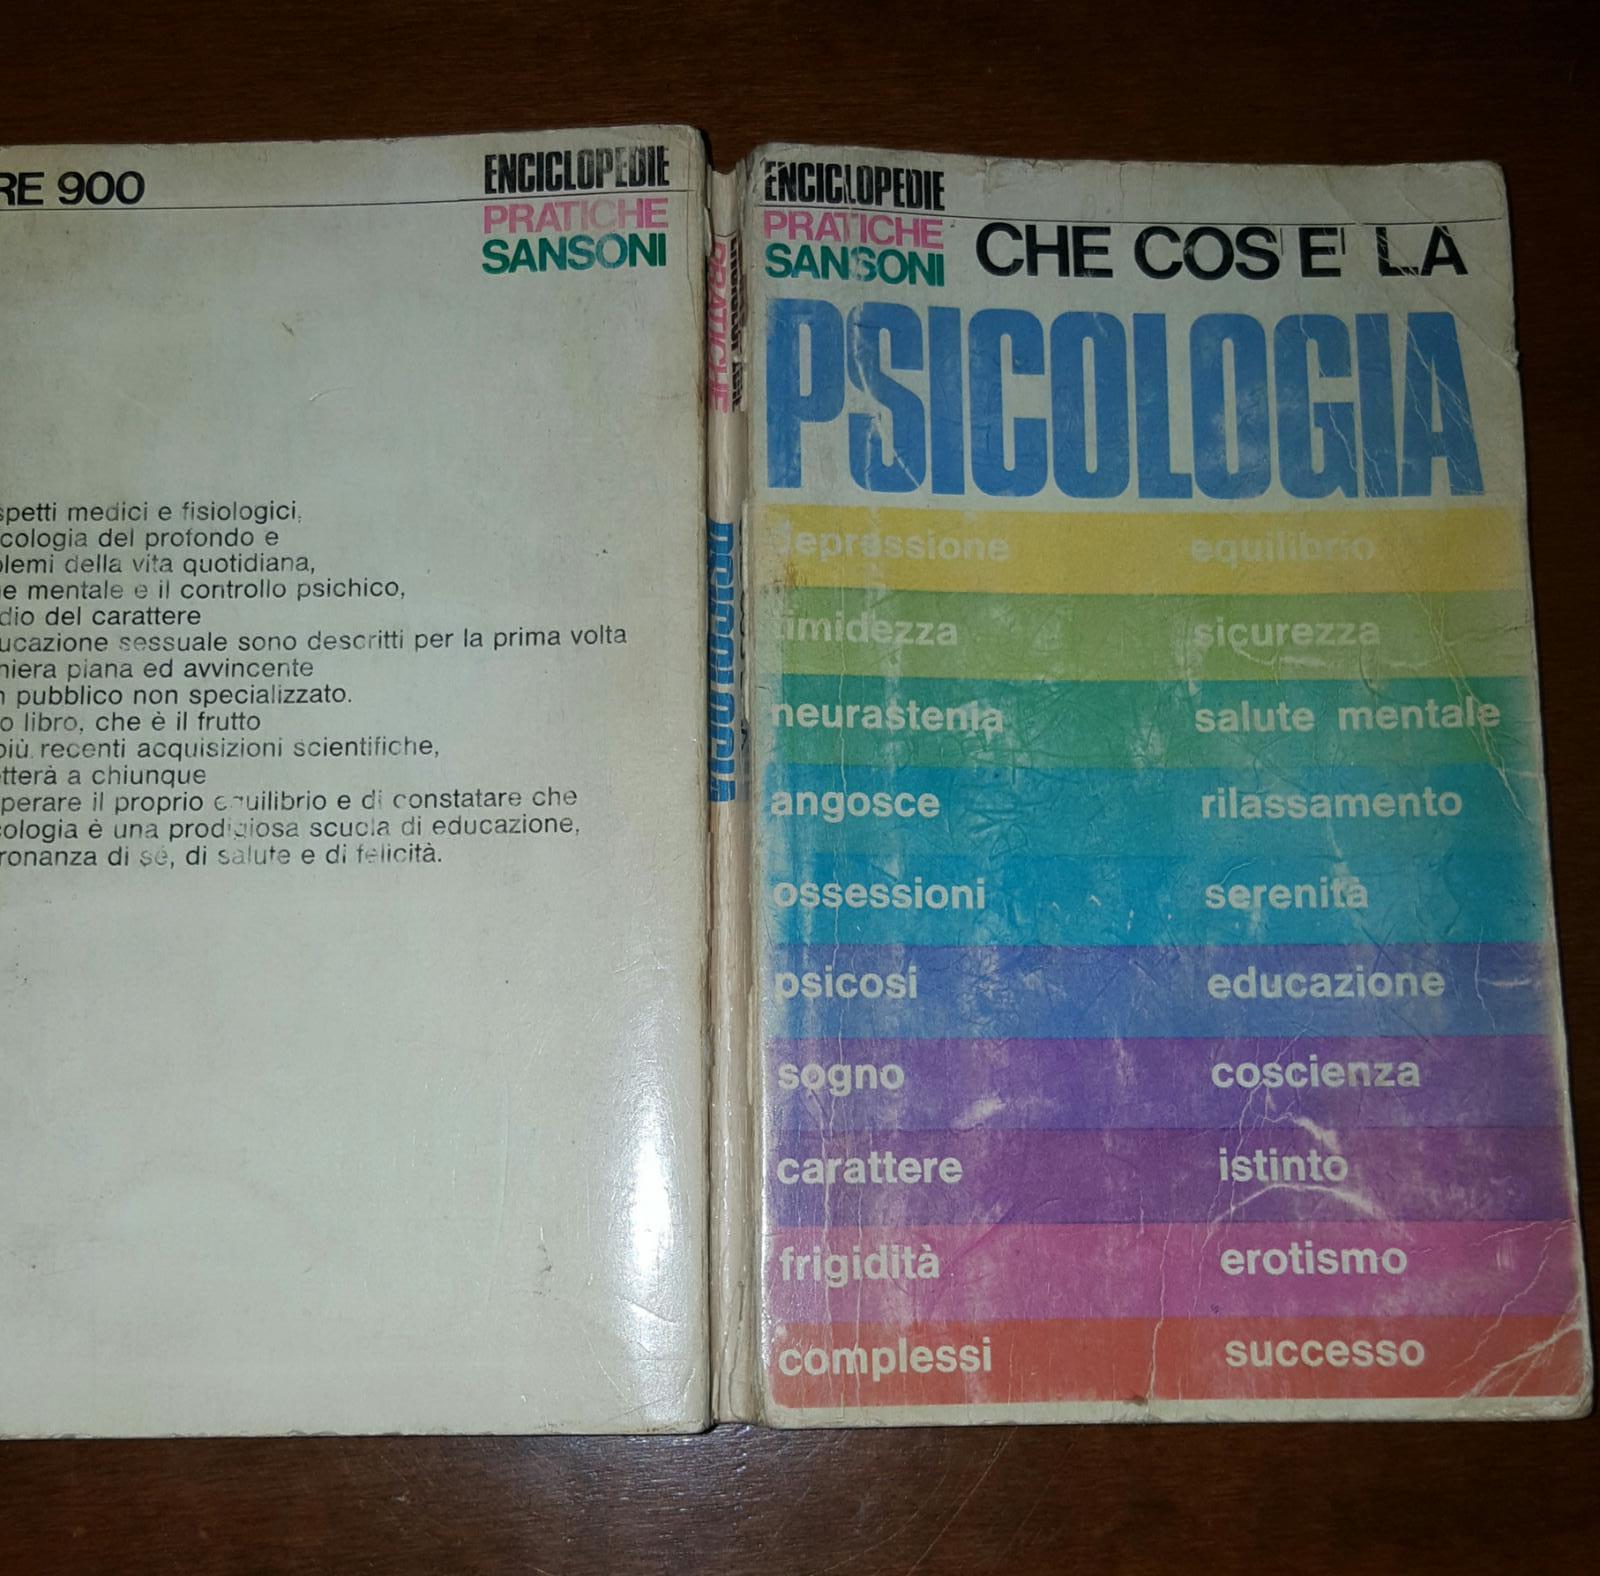 RE 900
ENCICLOPEDIE
PRATICHE
SANSONI
spetti medici e fisiologici,
cologia del profondo e
lemi della vita quotidiana,
e mentale e il controllo psichico,
dio del carattere
ucazione sessuale sono descritti per la prima volta
niera piana ed avvincente
n pubblico non specializzato.
o libro, che è il frutto
più recenti acquisizioni scientifiche,
etterà a chiunque
perare il proprio equilibrio e di constatare che
cologia è una prodigiosa scuola di educazione,
ronanza di sé, di salute e di felicità.
PRATICHE
ENCICLOPEDIE
PRATICHE
SANSONI
CHE COS'E' LA
PSICOLOGIA
depressione equilibrio
timidezza sicurezza
neurastenia salute mentale
angosce rilassamento
ossessioni serenità
psicosi educazione
sogno coscienza
carattere istinto
frigidità erotismo
complessi successo